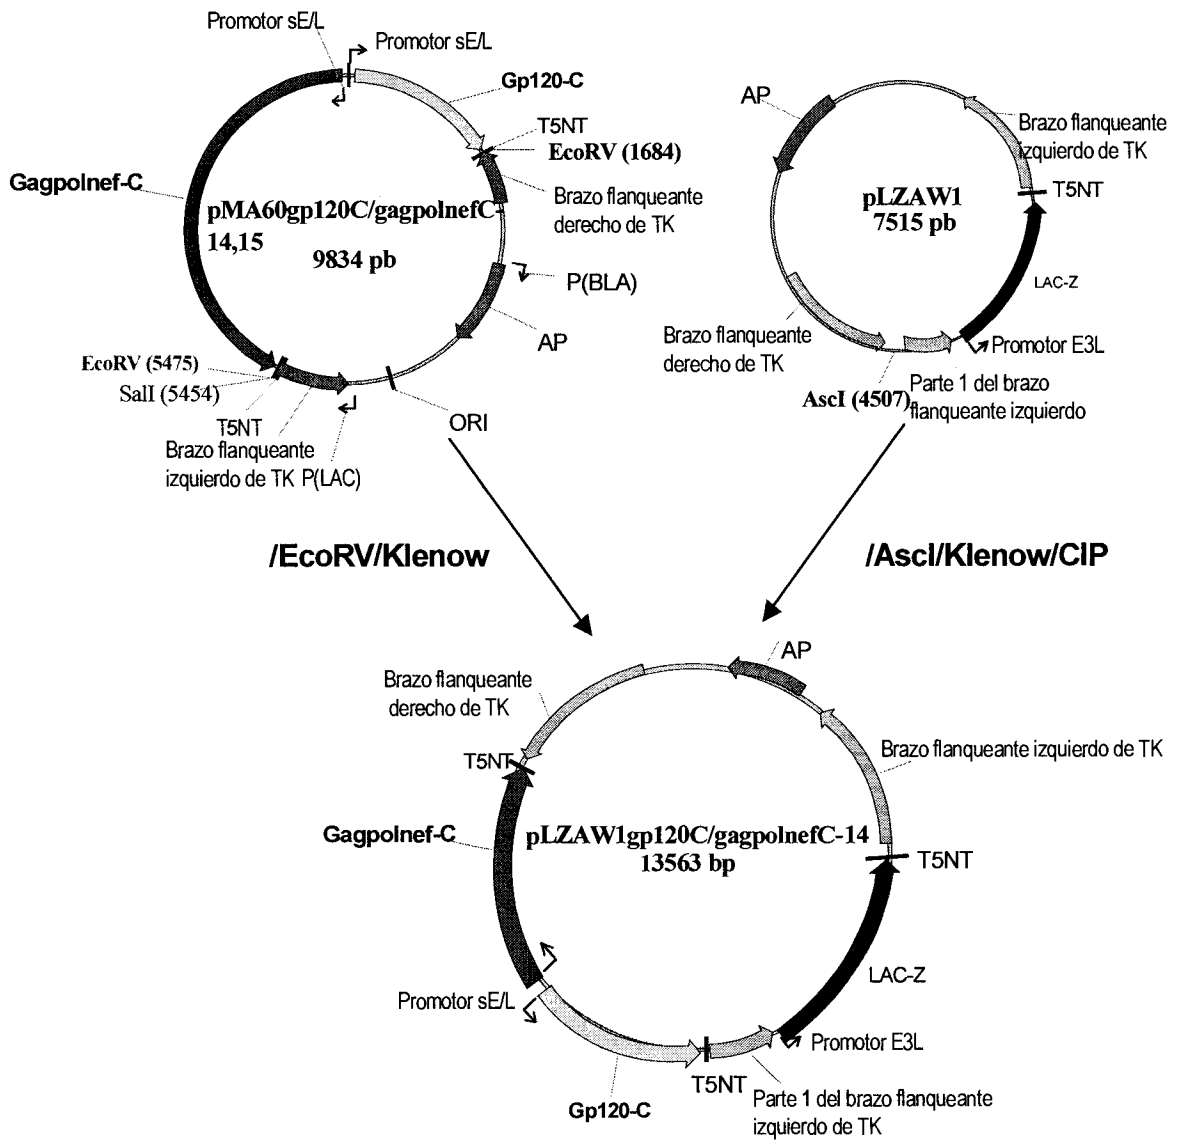 Promotor sE/L
Promotor sE/L
Gp120-C
T5NT
EcoRV (1684)
Brazo flanqueante
derecho de TK
Gagpolnef-C
pMA60gp120C/gagpolnefC-
14,15
9834 pb
P(BLA)
AP
EcoRV (5475)
SalI (5454)
T5NT
Brazo flanqueante
izquierdo de TK
P(LAC)
ORI
AP
Brazo flanqueante
izquierdo de TK
T5NT
pLZAW1
7515 pb
LAC-Z
Brazo flanqueante
derecho de TK
Promotor E3L
AscI (4507)
Parte 1 del brazo
flanqueante izquierdo
/EcoRV/Klenow
/AscI/Klenow/CIP
AP
Brazo flanqueante
derecho de TK
Brazo flanqueante izquierdo de TK
T5NT
Gagpolnef-C
pLZAW1gp120C/gagpolnefC-14
13563 bp
T5NT
LAC-Z
Promotor sE/L
Promotor E3L
T5NT
Gp120-C
Parte 1 del brazo flanqueante
izquierdo de TK